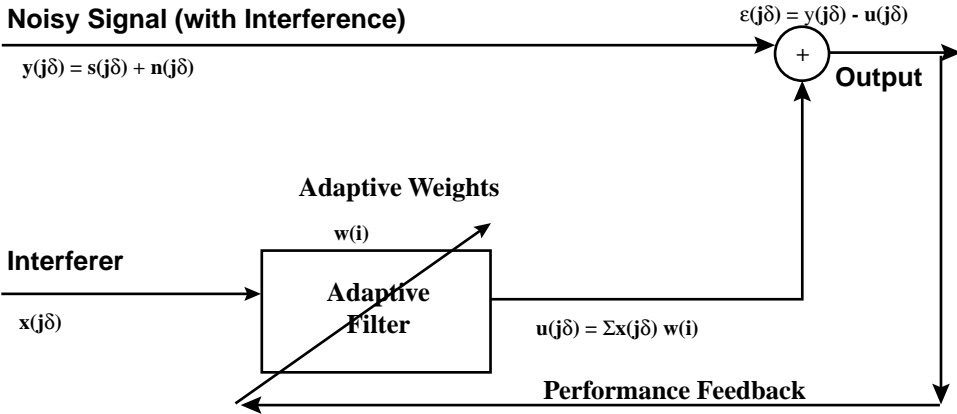 Noisy Signal (with Interference)
ε(jδ) = y(jδ) - u(jδ)
y(jδ) = s(jδ) + n(jδ)
+
Output
Adaptive Weights
w(i)
Interferer
Adaptive
Filter
x(jδ)
u(jδ) = Σx(jδ) w(i)
Performance Feedback